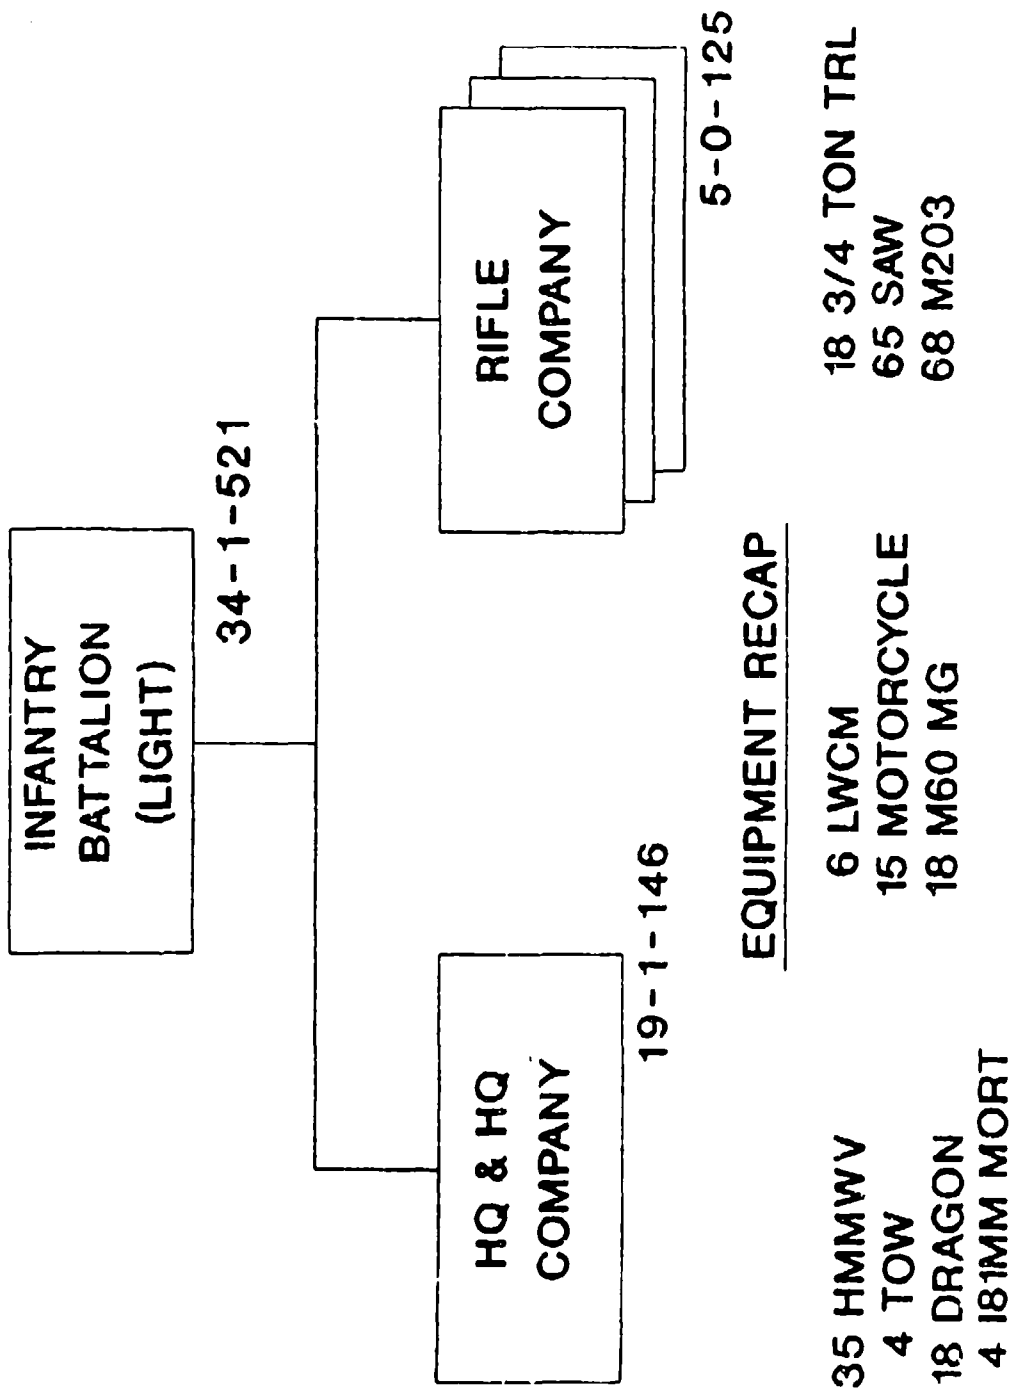 INFANTRY
BATTALION
(LIGHT)
34-1-521
HQ & HQ
COMPANY
19-1-146
RIFLE
COMPANY
5-0-125
EQUIPMENT RECAP
35 HMMWV
4 TOW
18 DRAGON
4 I81MM MORT
6 LWCM
15 MOTORCYCLE
18 M60 MG
18 3/4 TON TRL
65 SAW
68 M203